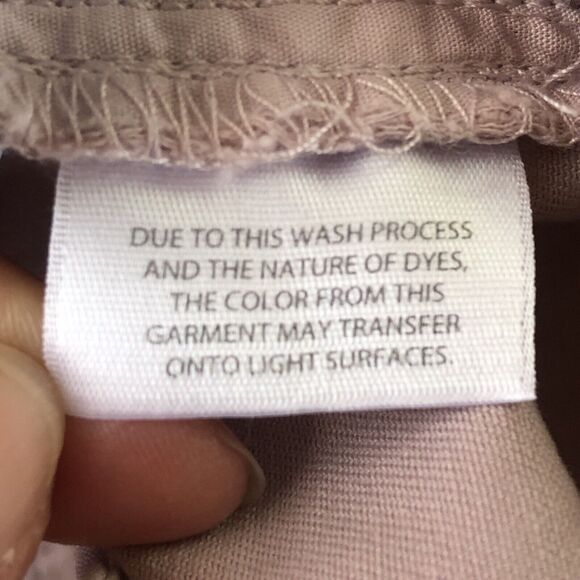 DUE TO THIS WASH PROCESS
AND THE NATURE OF DYES,
THE COLOR FROM THIS
GARMENT MAY TRANSFER
ONTO LIGHT SURFACES.